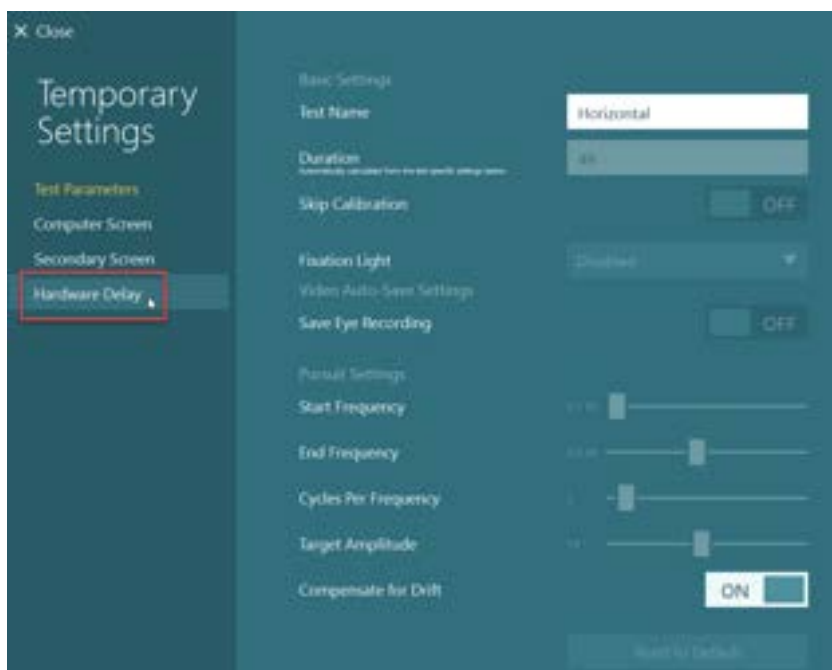 Close
Temporary
Settings
Test Parameters
Computer Screen
Secondary Screen
Hardware Delay
Basic Settings
Test Name
Horizontal
Duration
Skip Calibration
OFF
Fixation Light
Disabled
Video Auto-Save Settings
Save Eye Recording
OFF
Pursuit Settings
Start Frequency
End Frequency
Cycles Per Frequency
Target Amplitude
Compensate for Drift
ON
Reset to Default